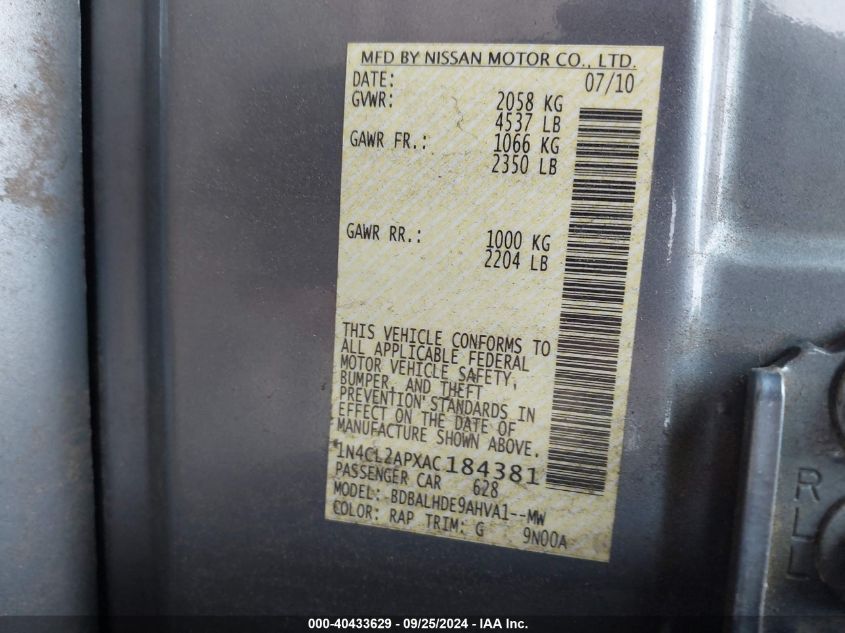 MFD BY NISSAN MOTOR CO., LTD.
DATE: 07/10
GVWR: 2058 KG
4537 LB
GAWR FR.: 1066 KG
2350 LB
GAWR RR.: 1000 KG
2204 LB
THIS VEHICLE CONFORMS TO
ALL APPLICABLE FEDERAL
MOTOR VEHICLE SAFETY,
BUMPER, AND THEFT
PREVENTION STANDARDS IN
EFFECT ON THE DATE OF
MANUFACTURE SHOWN ABOVE.
1N4CL2APXAC184381
PASSENGER CAR 628
MODEL: BDBALHDE9AHVA1--MW
COLOR: RAP TRIM: G 9N00A
RLL
000-40433629 - 09/25/2024 - IAA Inc.